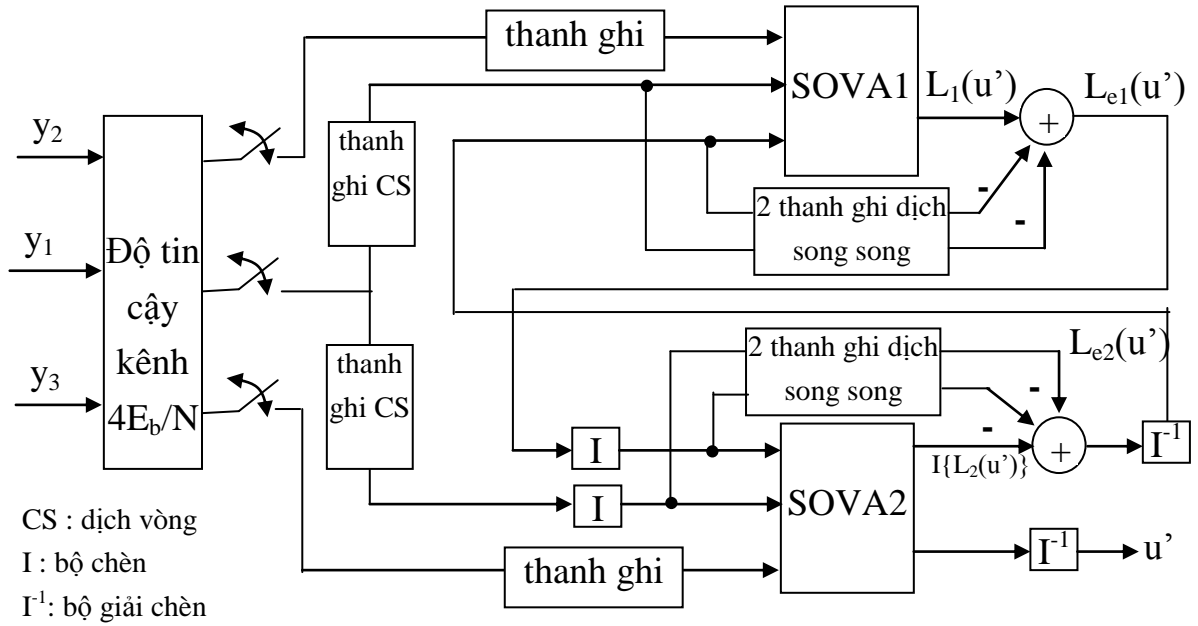 thanh ghi
SOVA1
L1(u’)
Le1(u’)
+
y2
thanh
ghi CS
-
-
2 thanh ghi dịch
song song
y1
Độ tin
cậy
kênh
4Eb/N
y3
thanh
ghi CS
2 thanh ghi dịch
song song
Le2(u’)
-
-
I
I
SOVA2
I{L2(u’)}
+
I-1
I-1
u’
thanh ghi
CS : dịch vòng
I : bộ chèn
I-1: bộ giải chèn